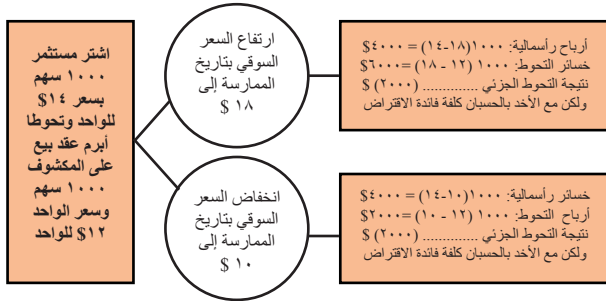 اشتر مستثمر
١٠٠٠ سهم
بسعر ١٤$
للواحد وتحوطا
أبرم عقد بيع
على المكشوف
١٠٠٠ سهم
وسعر الواحد
١٢$ للواحد
ارتفاع السعر
السوقي بتاريخ
الممارسة إلى
١٨ $
أرباح رأسمالية: ١٠٠٠(١٨-١٤) =٤٠٠٠$
خسائر التحوط: ١٠٠٠ (١٢ - ١٨) =٦٠٠٠$
نتيجة التحوط الجزئي .............. (٢٠٠٠) $
ولكن مع الأخد بالحسبان كلفة فائدة الاقتراض
انخفاض السعر
السوقي بتاريخ
الممارسة إلى
١٠ $
خسائر رأسمالية: ١٠٠٠(١٠-١٤) =٤٠٠٠$
أرباح التحوط: ١٠٠٠ (١٢ - ١٠) =٢٠٠٠$
نتيجة التحوط الجزئي .............. (٢٠٠٠) $
ولكن مع الأخد بالحسبان كلفة فائدة الاقتراض